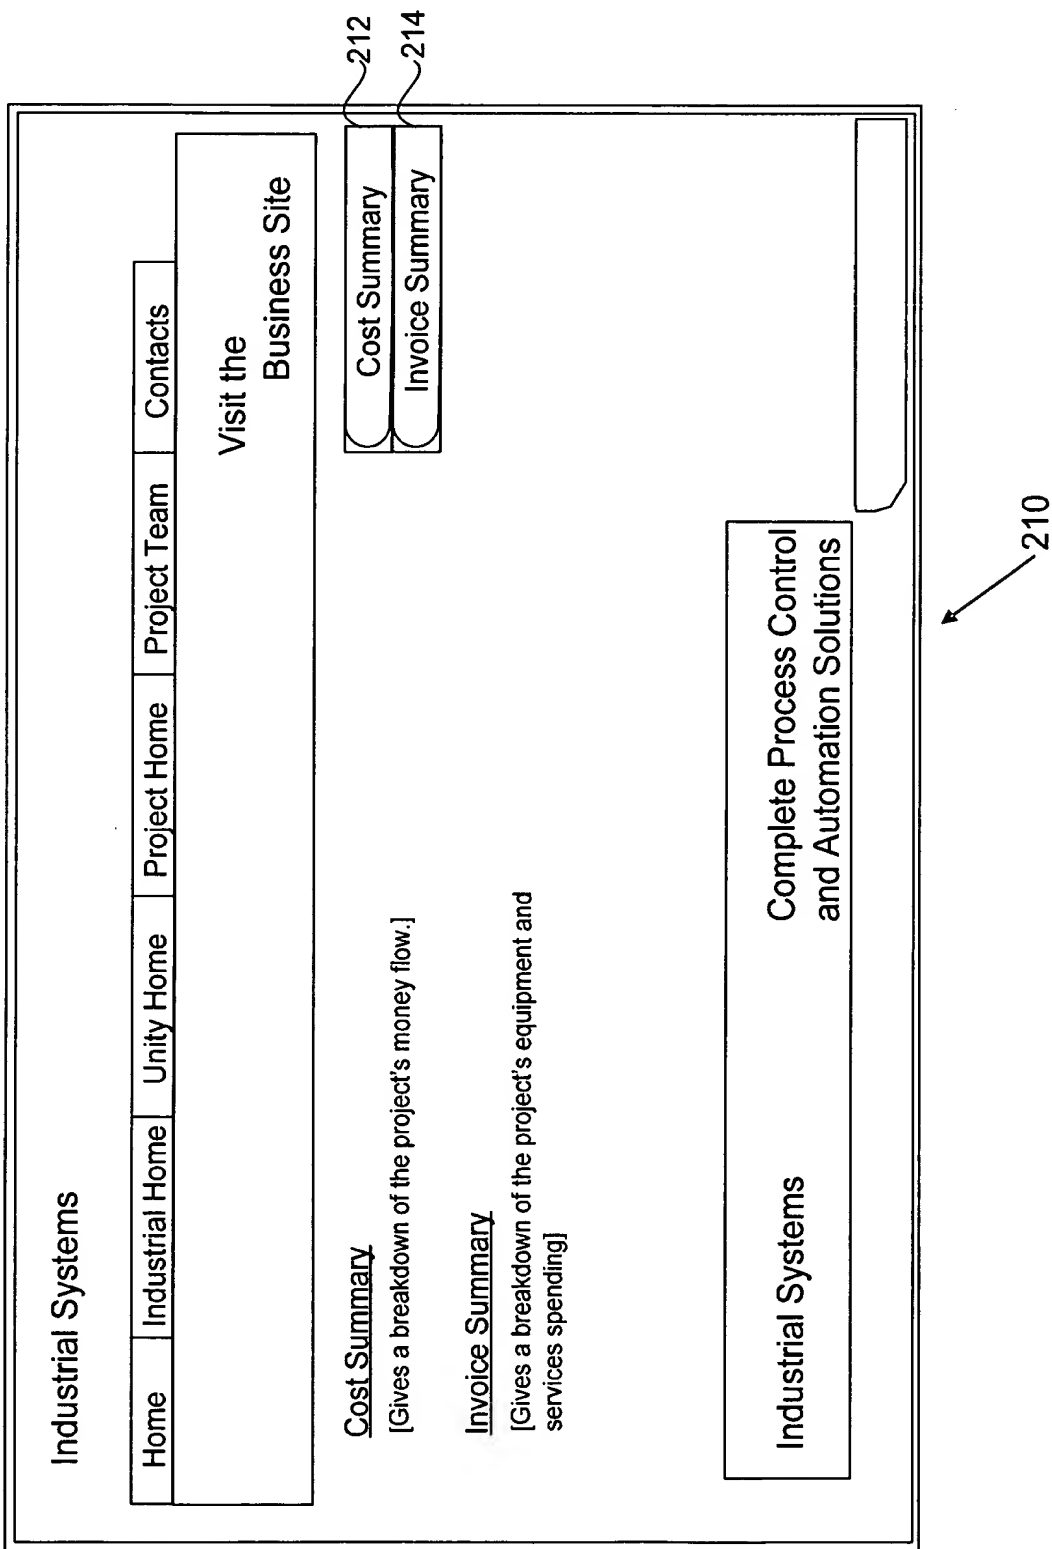 Industrial Systems
Home Industrial Home Unity Home Project Home Project Team Contacts
Visit the
Business Site
Cost Summary
[Gives a breakdown of the project's money flow.]
Cost Summary
212
Invoice Summary
214
Invoice Summary
[Gives a breakdown of the project's equipment and
services spending]
Industrial Systems
Complete Process Control
and Automation Solutions
210